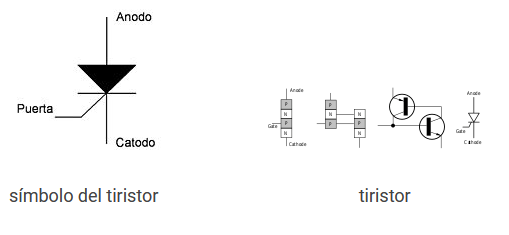 Anodo
Puerta
Catodo
símbolo del tiristor
Anode
P
N
P
N
Gate
Cathode
P
N
P
N
P
N
Anode
Gate
Cathode
tiristor